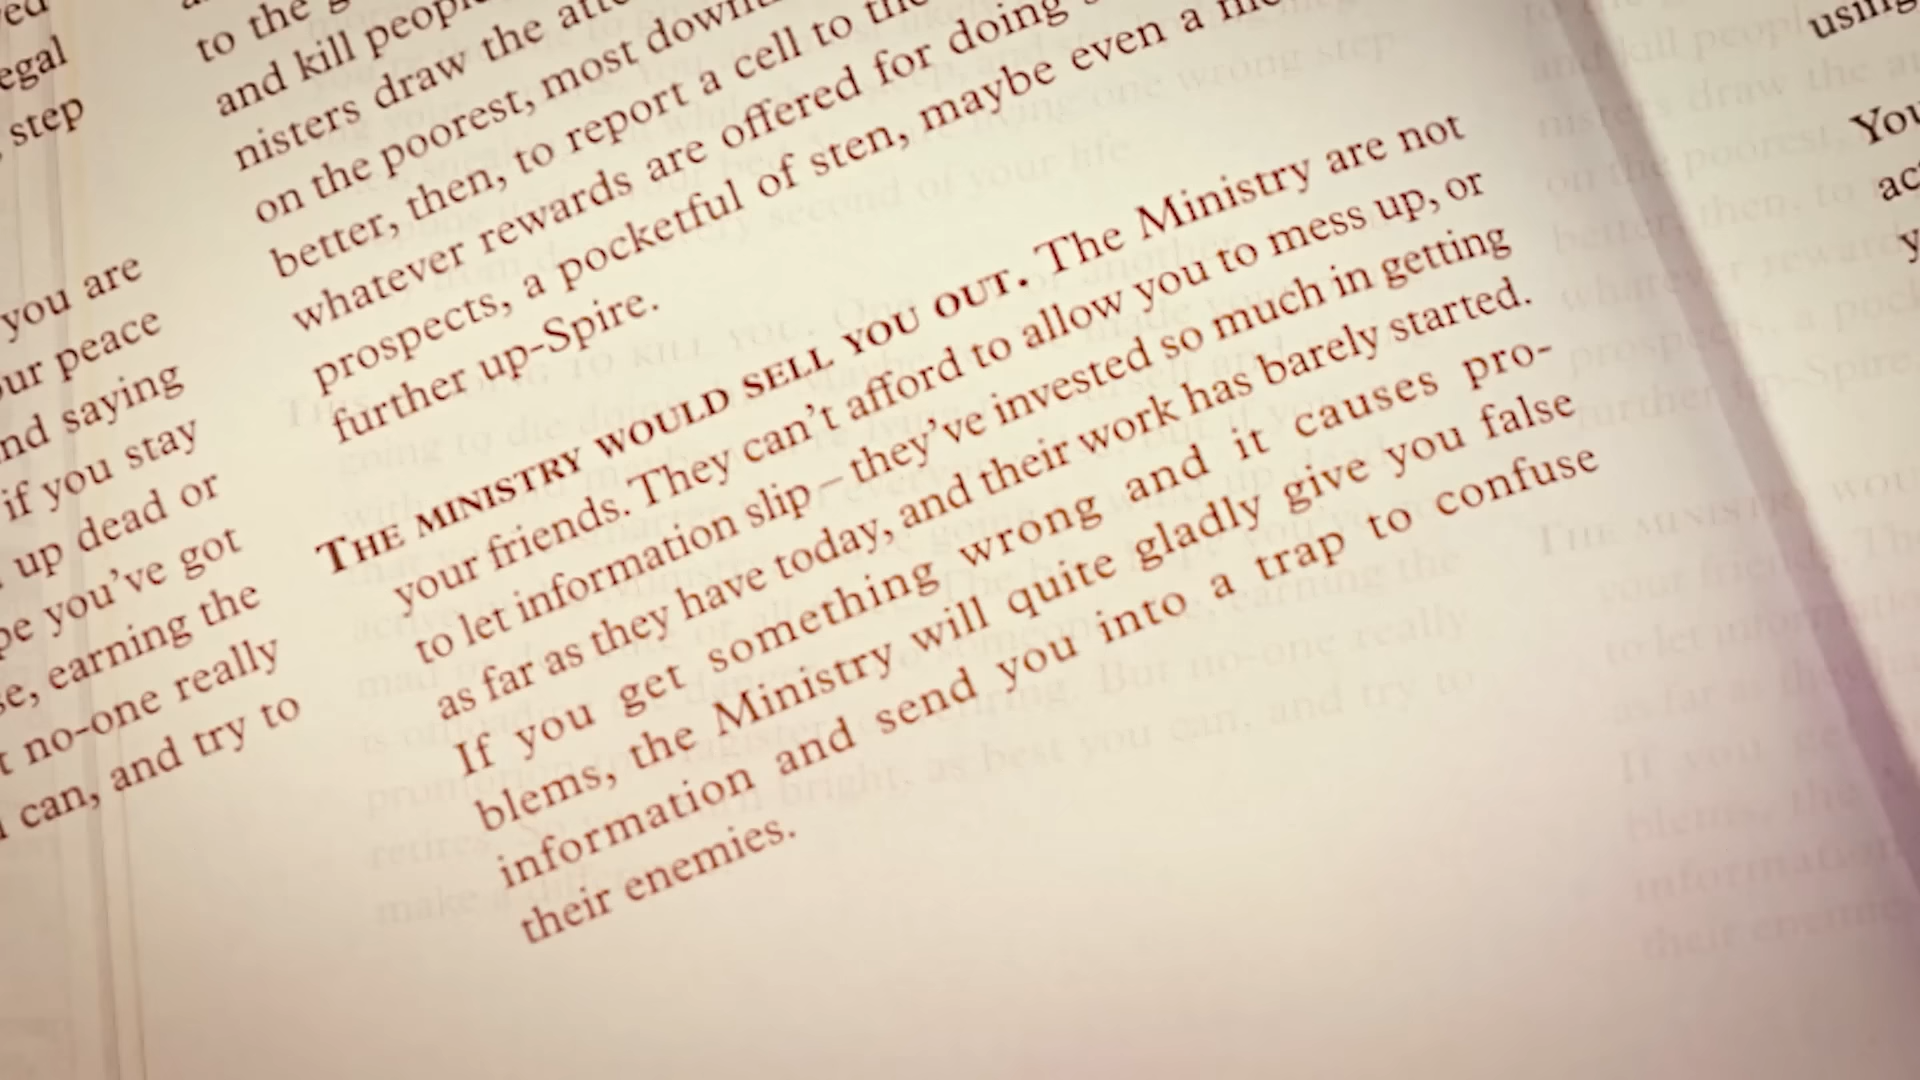 egal
step
you are
ur peace
nd saying
if you stay
up dead or
pe you've got
se, earning the
t no-one really
can, and try to
to the
and kill people
nisters draw the
on the poorest, most
better, then, to report a cell to the
whatever rewards are offered for doing
prospects, a pocketful of sten, maybe even a
further up-Spire.
THE MINISTRY WOULD SELL YOU OUT. The Ministry are not
your friends. They can't afford to allow you to mess up, or
to let information slip – they've invested so much in getting
as far as they have today, and their work has barely started.
If you get something wrong and it causes pro-
blems, the Ministry will quite gladly give you false
information and send you into a trap to confuse
their enemies.
using
You